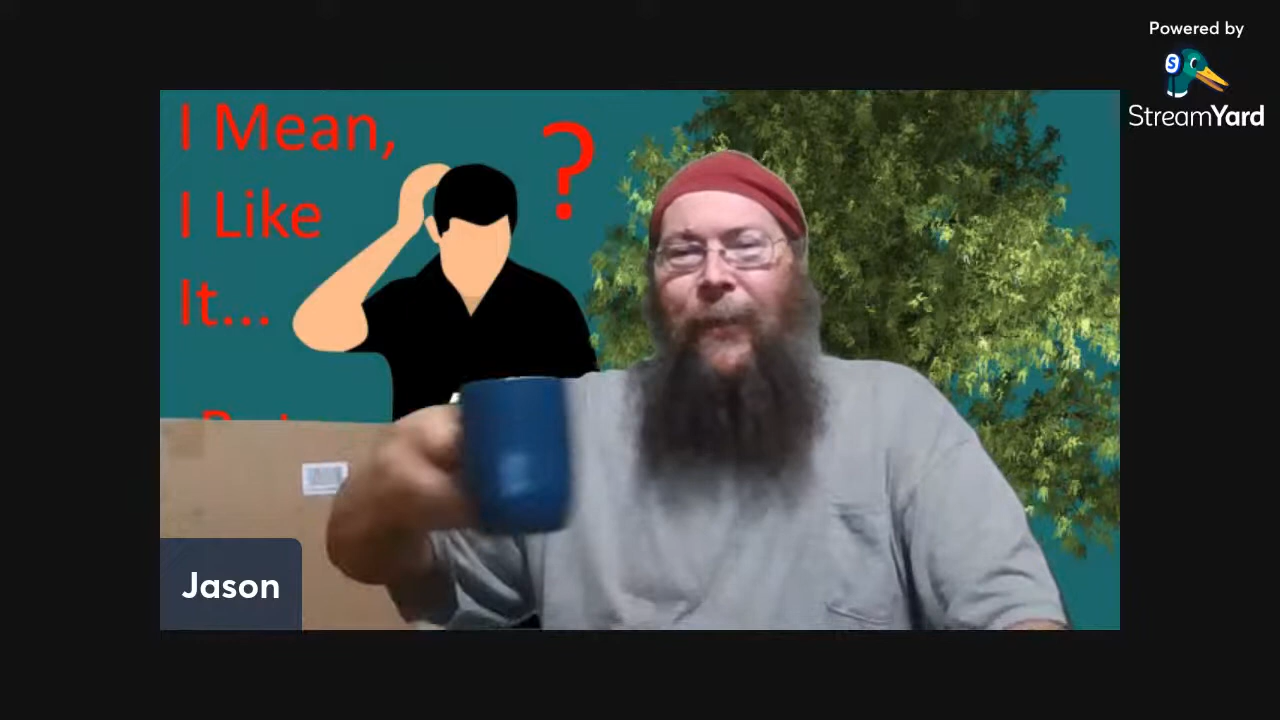 Powered by
S
StreamYard
I Mean,
I Like
It...
?
Jason